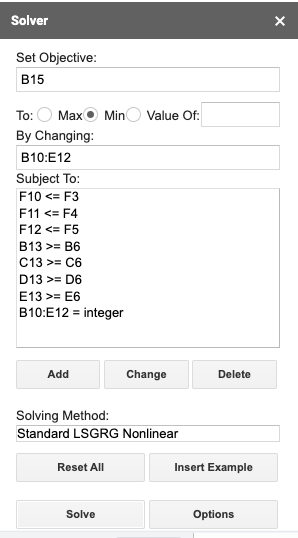 Solver ×
Set Objective:
B15
To: Max Min Value Of:
By Changing:
B10:E12
Subject To:
F10 <= F3
F11 <= F4
F12 <= F5
B13 >= B6
C13 >= C6
D13 >= D6
E13 >= E6
B10:E12 = integer
Add Change Delete
Solving Method:
Standard LSGRG Nonlinear
Reset All Insert Example
Solve Options